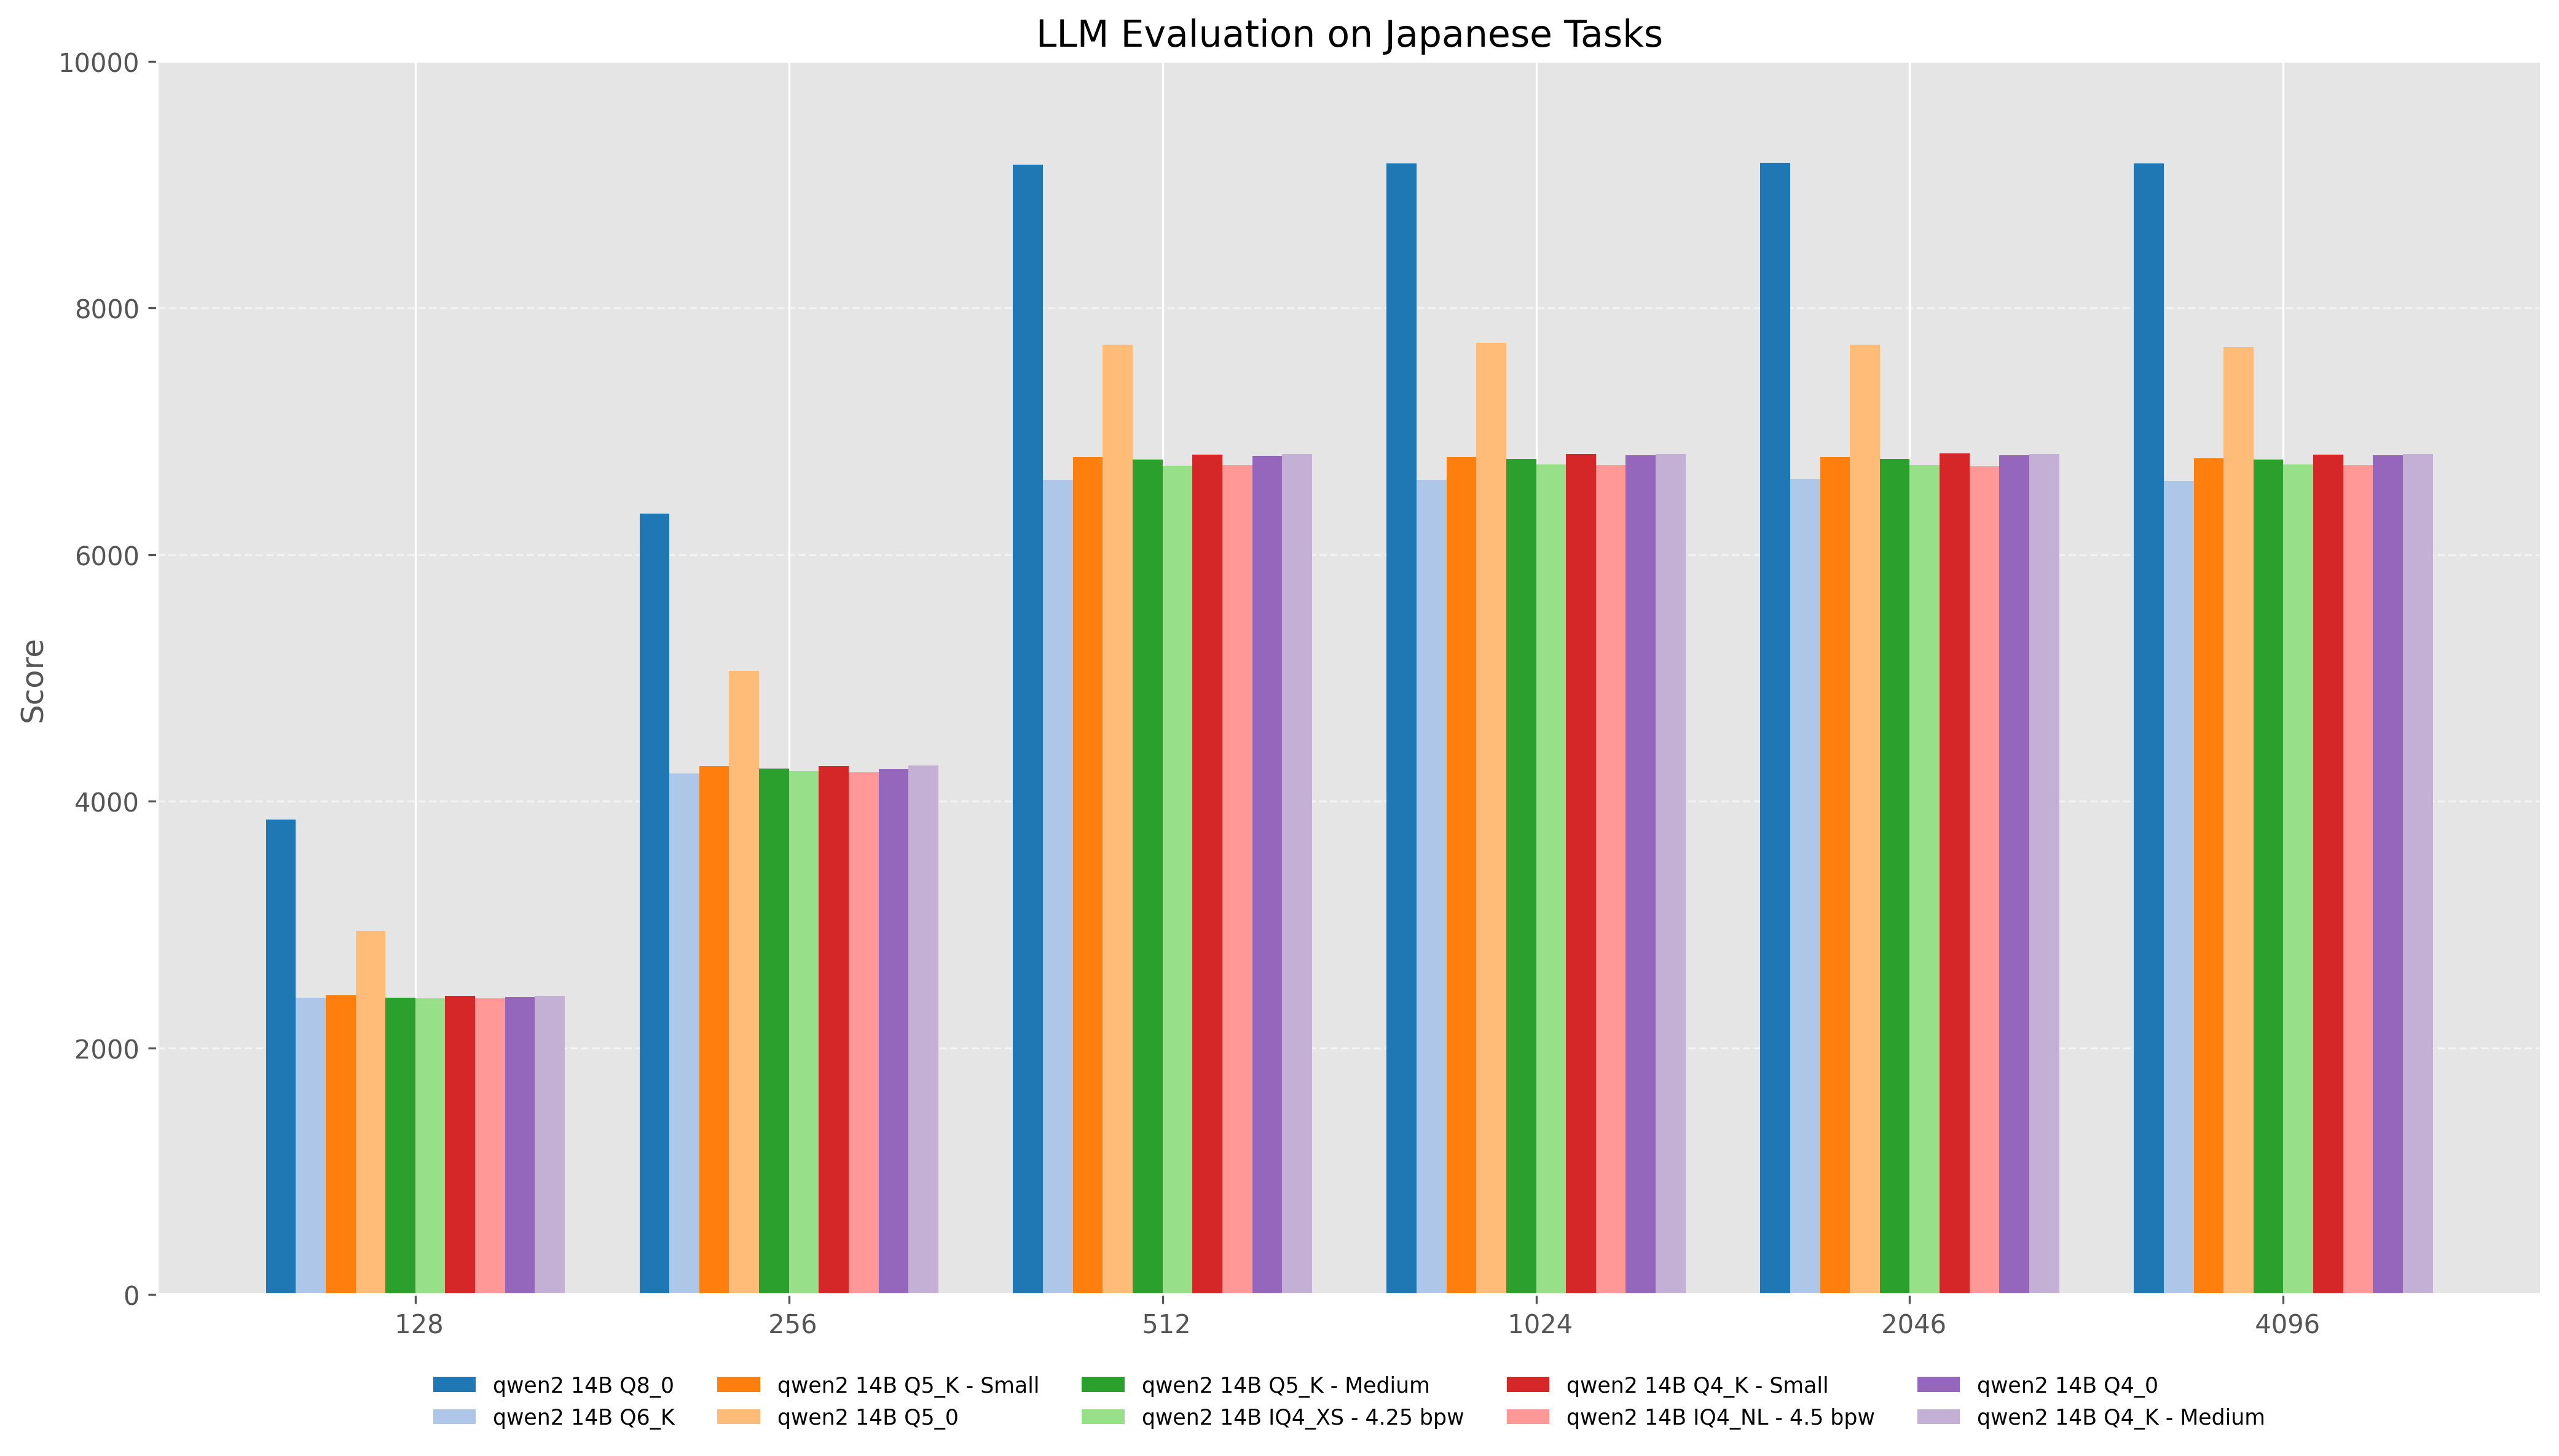 LLM Evaluation on Japanese Tasks
10000
8000
6000
4000
2000
0
Score
128 256 512 1024 2046 4096
qwen2 14B Q8_0 qwen2 14B Q5_K - Small qwen2 14B Q5_K - Medium qwen2 14B Q4_K - Small qwen2 14B Q4_0
qwen2 14B Q6_K qwen2 14B Q5_0 qwen2 14B IQ4_XS - 4.25 bpw qwen2 14B IQ4_NL - 4.5 bpw qwen2 14B Q4_K - Medium